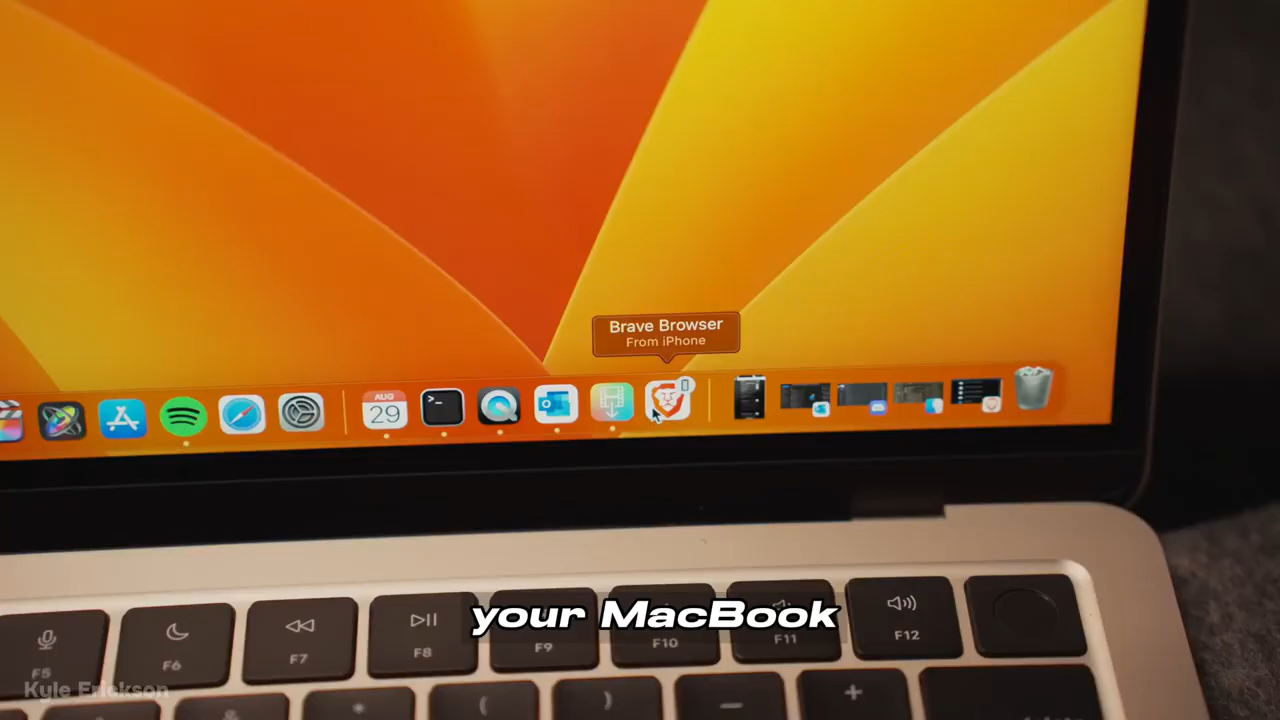 Brave Browser
From iPhone
AUG
29
>_
your MacBook
F5
F6
F7
F8
F9
F10
F11
F12
Kyle Erickson